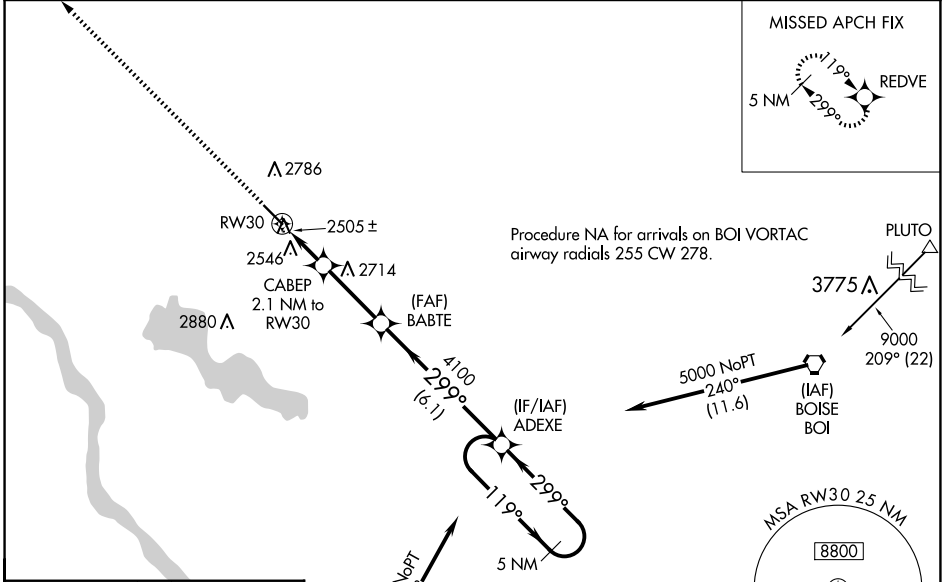 MISSED APCH FIX
119°
REDVE
5 NM
299°
2786
RW30
2505 ±
2546
CABEP
2.1 NM to
RW30
2714
(FAF)
BABTE
2880
Procedure NA for arrivals on BOI VORTAC
airway radials 255 CW 278.
PLUTO
3775
9000
209° (22)
4100
299°
(6.1)
5000 NoPT
240°
(11.6)
(IAF)
BOISE
BOI
(IF/IAF)
ADEXE
299°
119°
5 NM
NoPT
MSA RW30 25 NM
8800